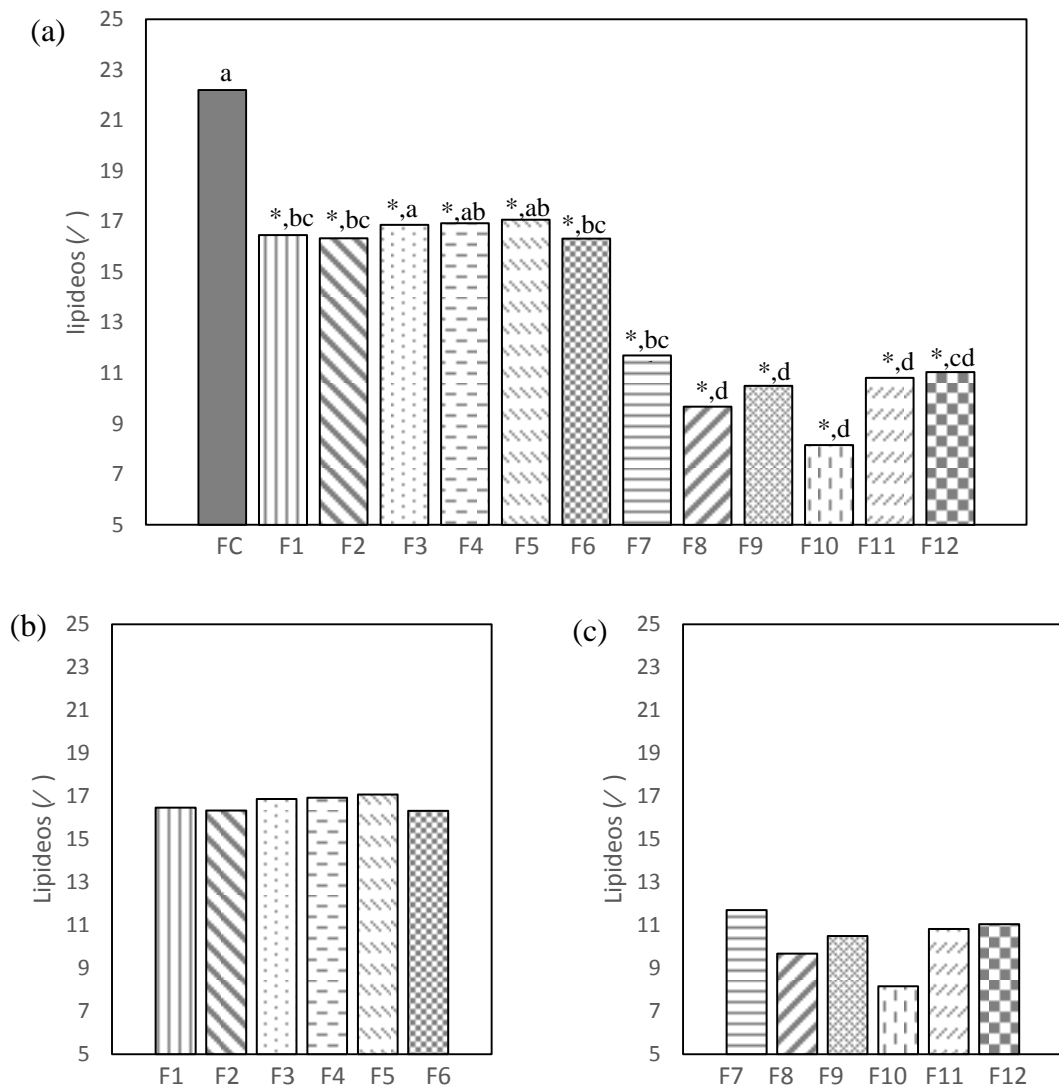 (a)
25
23
21
19
17
15
13
11
9
7
5
lipideos (⁄ )
a
*,bc
*,bc
*,a
*,ab
*,ab
*,bc
*,bc
*,d
*,d
*,d
*,d
*,cd
FC F1 F2 F3 F4 F5 F6 F7 F8 F9 F10 F11 F12
(b)
25
23
21
19
17
15
13
11
9
7
5
Lipideos (⁄ )
F1 F2 F3 F4 F5 F6
(c)
25
23
21
19
17
15
13
11
9
7
5
Lipideos (⁄ )
F7 F8 F9 F10 F11 F12